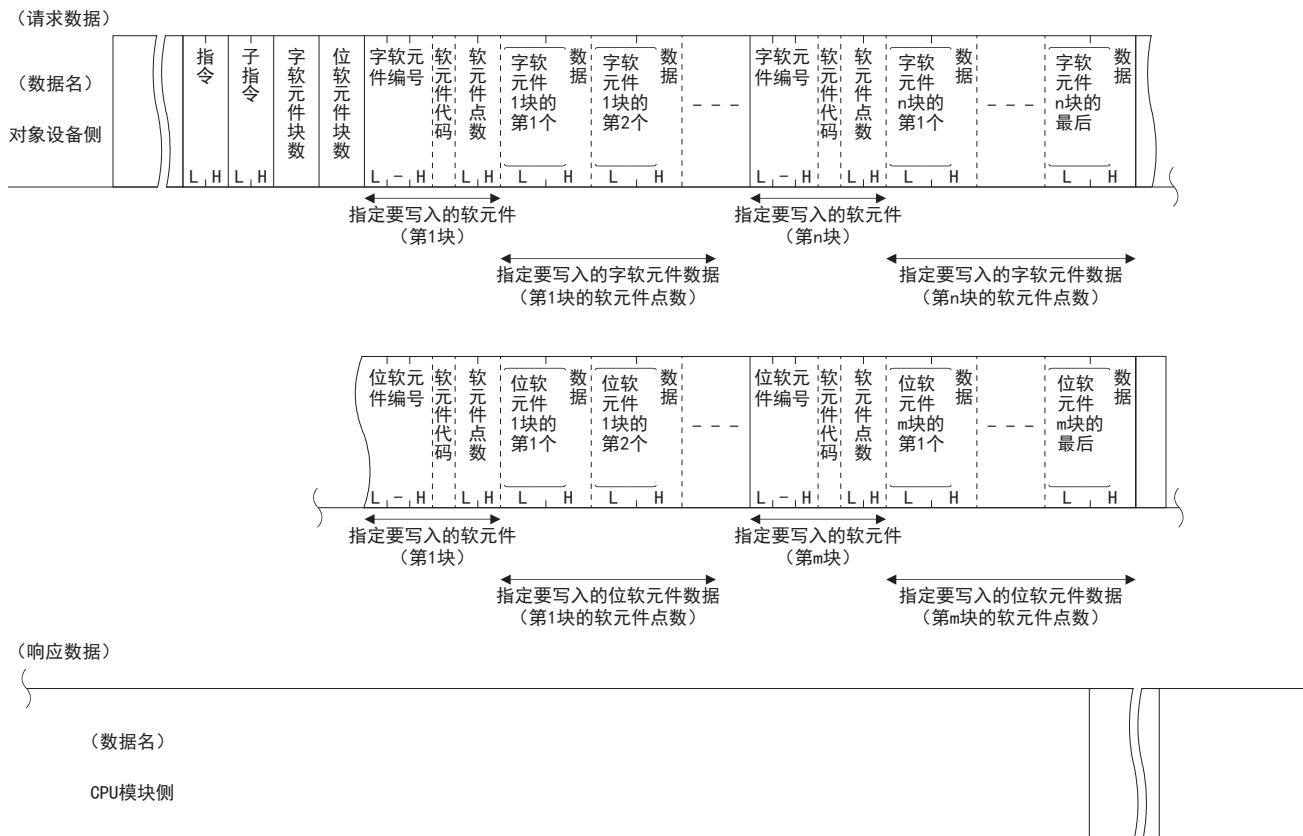 （请求数据）
（数据名）
对象设备侧
指令
子指令
字软元件块数
位软元件块数
字软元件编号
软元件代码
软元件点数
字软元件1块的第1个
数据
字软元件1块的第2个
数据
- - -
字软元件编号
软元件代码
软元件点数
字软元件n块的第1个
数据
- - -
字软元件n块的最后
数据
L H L H L - H L H L H L H L - H L H L H L H
指定要写入的软元件
（第1块）
指定要写入的软元件
（第n块）
指定要写入的字软元件数据
（第1块的软元件点数）
指定要写入的字软元件数据
（第n块的软元件点数）
位软元件编号
软元件代码
软元件点数
位软元件1块的第1个
数据
位软元件1块的第2个
数据
- - -
位软元件编号
软元件代码
软元件点数
位软元件m块的第1个
数据
- - -
位软元件m块的最后
数据
L - H L H L H L H L - H L H L H L H
指定要写入的软元件
（第1块）
指定要写入的软元件
（第m块）
指定要写入的位软元件数据
（第1块的软元件点数）
指定要写入的位软元件数据
（第m块的软元件点数）
（响应数据）
（数据名）
CPU模块侧